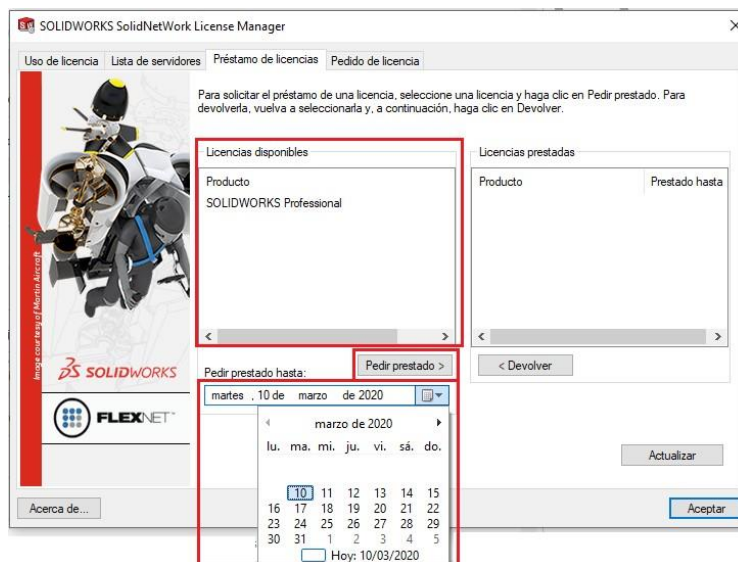 SOLIDWORKS SolidNetWork License Manager
Uso de licencia Lista de servidores Préstamo de licencias Pedido de licencia
Para solicitar el préstamo de una licencia, seleccione una licencia y haga clic en Pedir prestado. Para
devolverla, vuelva a seleccionarla y, a continuación, haga clic en Devolver.
Licencias disponibles
Producto
SOLIDWORKS Professional
Licencias prestadas
Producto Prestado hasta
Image courtesy of Martin Aircraft
SOLIDWORKS
FLEXNET
Pedir prestado hasta:
Pedir prestado >
< Devolver
martes , 10 de marzo de 2020
marzo de 2020
lu. ma. mi. ju. vi. sá. do.
10 11 12 13 14 15
16 17 18 19 20 21 22
23 24 25 26 27 28 29
30 31 1 2 3 4 5
Hoy: 10/03/2020
Actualizar
Acerca de...
Aceptar